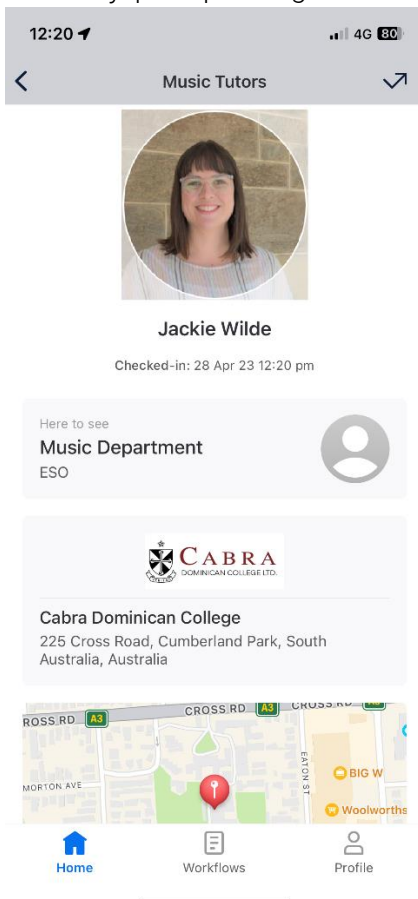 12:20
4G 80
Music Tutors
Jackie Wilde
Checked-in: 28 Apr 23 12:20 pm
Here to see
Music Department
ESO
CABRA
DOMINICAN COLLEGE LTD.
Cabra Dominican College
225 Cross Road, Cumberland Park, South
Australia, Australia
CROSS RD A3 CROSS RD
ROSS RD A3
EATON ST
BIG W
MORTON AVE
Woolworths
Home Workflows Profile